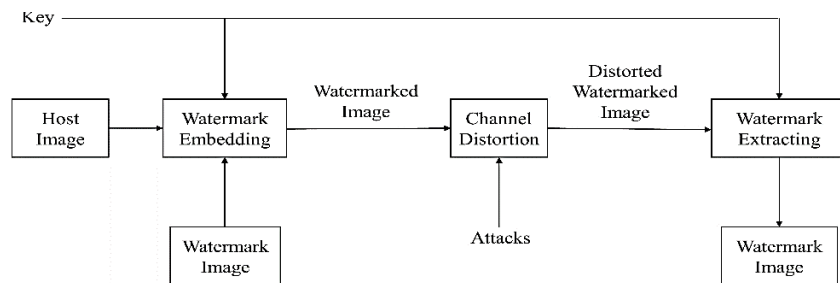 Key
Distorted
Watermarked
Image
Watermarked
Image
Host
Image
Watermark
Embedding
Channel
Distortion
Watermark
Extracting
Watermark
Image
Attacks
Watermark
Image